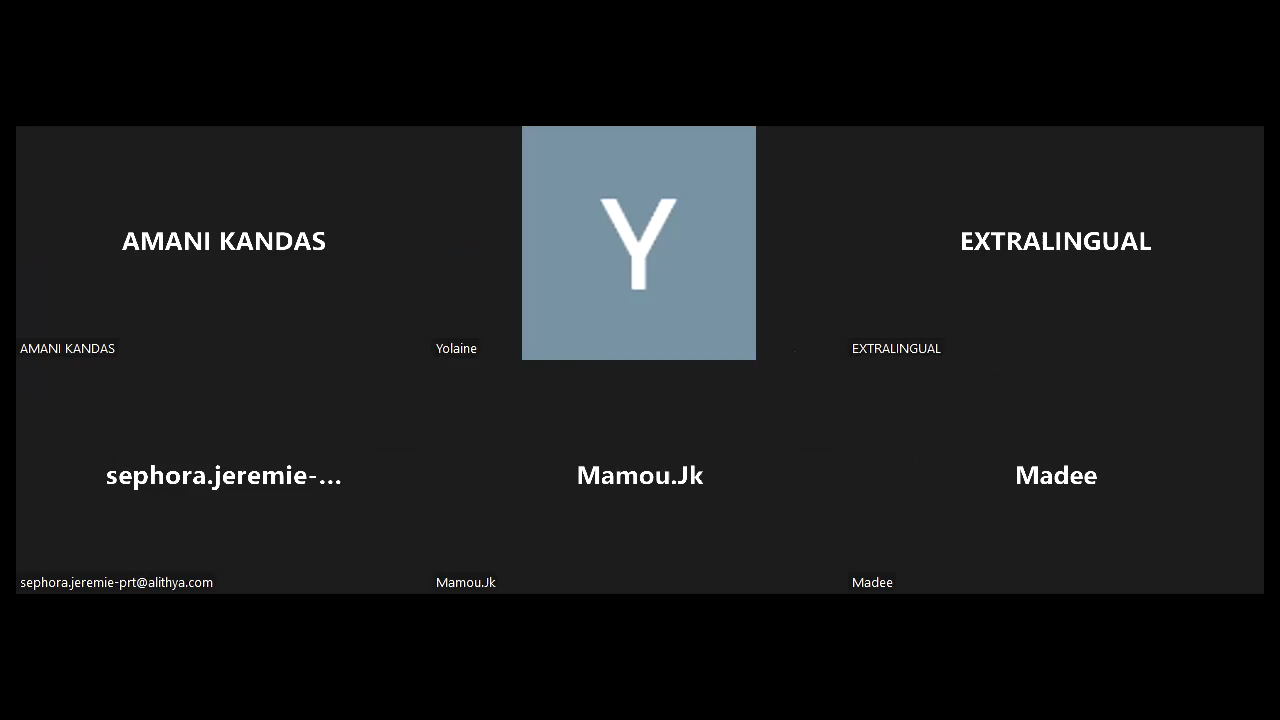 AMANI KANDAS
Y
EXTRALINGUAL
AMANI KANDAS
Yolaine
EXTRALINGUAL
sephora.jeremie-...
Mamou.Jk
Madee
sephora.jeremie-prt@alithya.com
Mamou.Jk
Madee